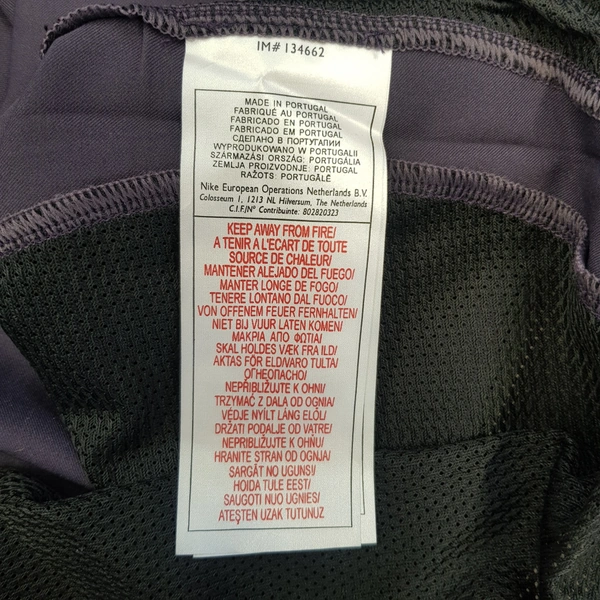 IM# 134662
MADE IN PORTUGAL
FABRIQUÉ AU PORTUGAL
FABRICADO EN PORTUGAL
FABRICADO EM PORTUGAL
СДЕЛАНО В ПОРТУГАЛИИ
WYPRODUKOWANO W PORTUGALII
SZÁRMAZÁSI ORSZÁG: PORTUGÁLIA
ZEMLJA PROIZVODNJE: PORTUGAL
RAŽOTS: PORTUGĀLĒ
Nike European Operations Netherlands B.V.
Colosseum 1, 1213 NL Hilversum, The Netherlands
C.I.F/N° Contribuinte: 802820323
KEEP AWAY FROM FIRE/
A TENIR A L'ECART DE TOUTE
SOURCE DE CHALEUR/
MANTENER ALEJADO DEL FUEGO/
MANTER LONGE DE FOGO/
TENERE LONTANO DAL FUOCO/
VON OFFENEM FEUER FERNHALTEN/
NIET BIJ VUUR LATEN KOMEN/
ΜΑΚΡΙΑ ΑΠΟ ΦΩΤΙΑ/
SKAL HOLDES VÆK FRA ILD/
AKTAS FÖR ELD/VARO TULTA/
ОГНЕОПАСНО/
NEPŘIBLIŽUJTE K OHNI/
TRZYMAĆ Z DALA OD OGNIA/
VÉDJE NYÍLT LÁNG ELŐL/
DRŽATI PODALJE OD VATRE/
NEPRIBLIŽUJTE K OHŇU/
HRANITE STRAN OD OGNJA/
SARGĀT NO UGUNS/
HOIDA TULE EEST/
SAUGOTI NUO UGNIES/
ATEŞTEN UZAK TUTUNUZ